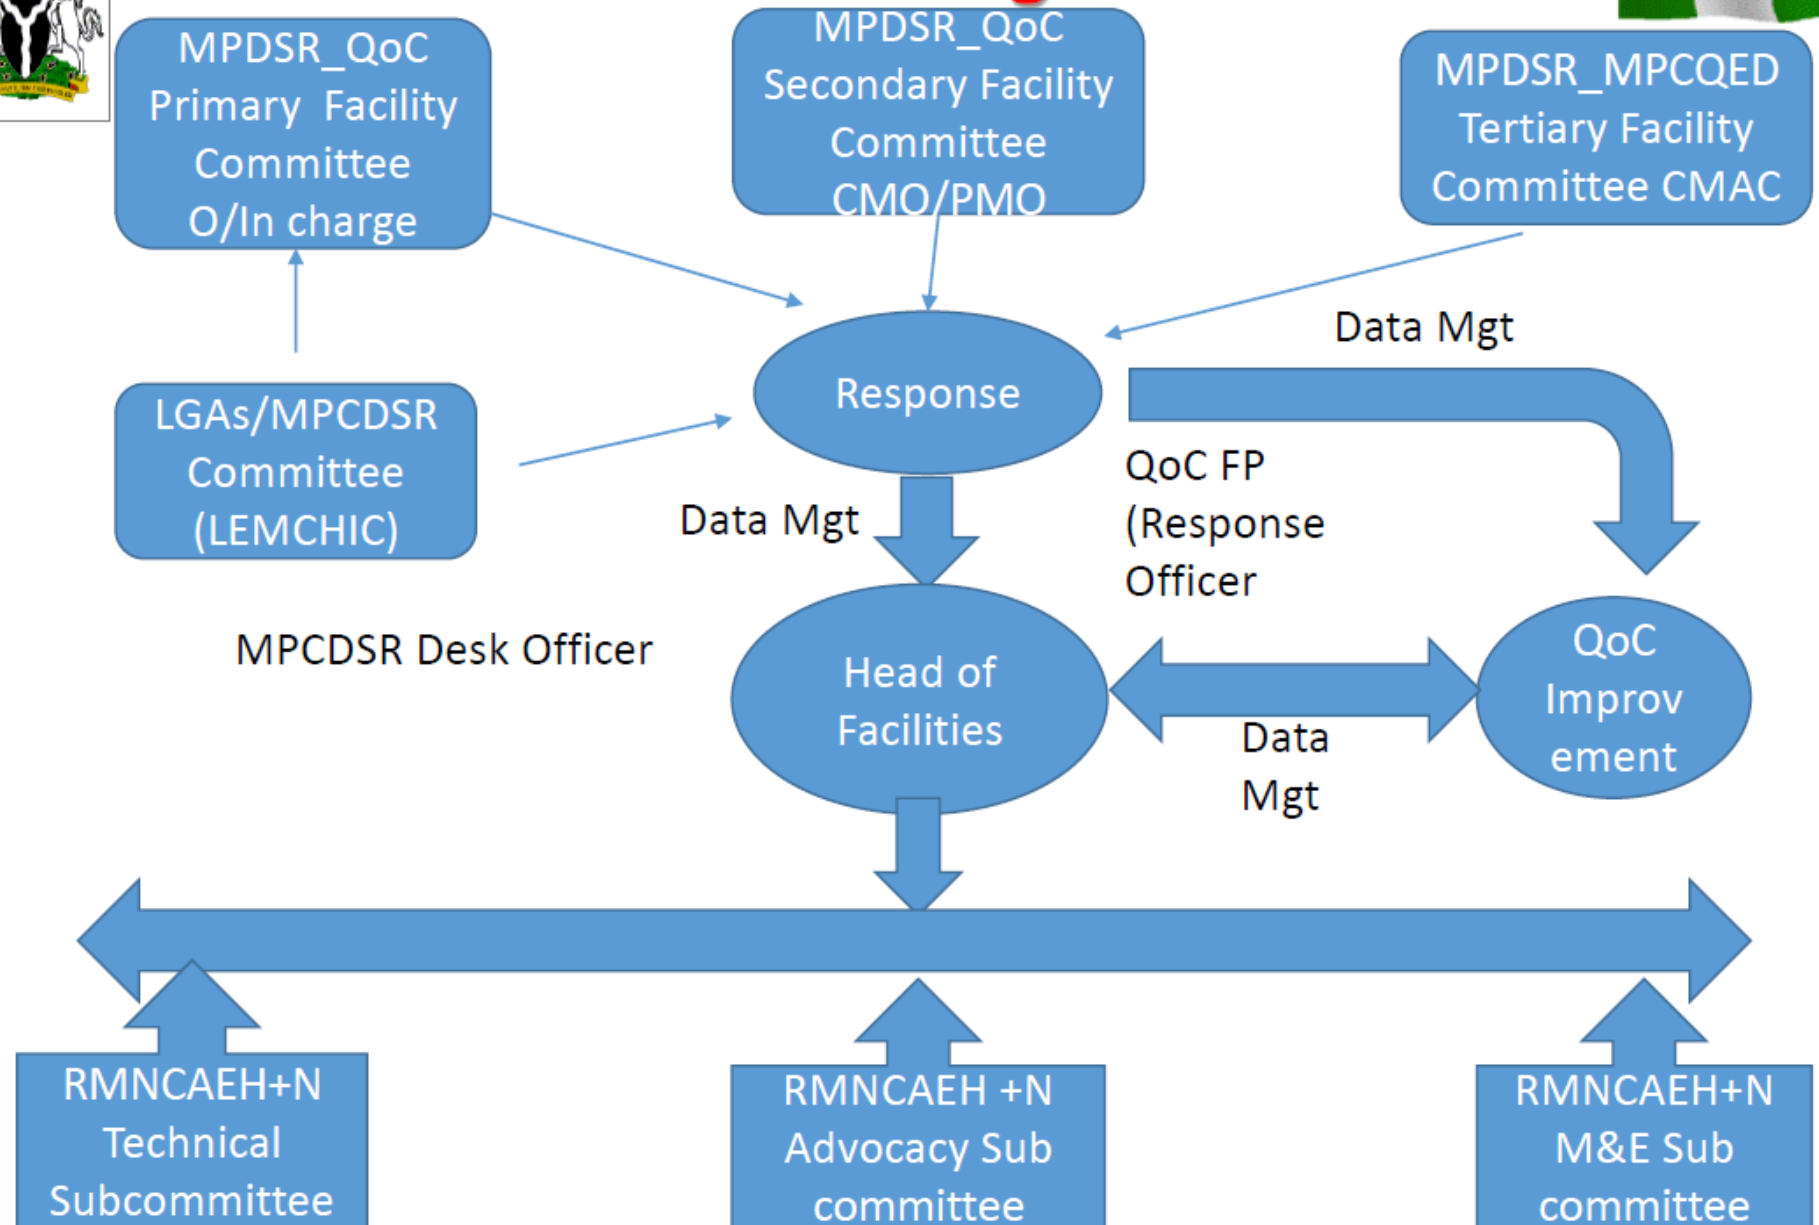 MPDSR_QoC
Primary Facility
Committee
O/In charge
MPDSR_QoC
Secondary Facility
Committee
CMO/PMO
MPDSR_MPCQED
Tertiary Facility
Committee CMAC
Data Mgt
Response
LGAs/MPCDSR
Committee
(LEMCHIC)
QoC FP
(Response
Officer
Data Mgt
MPCDSR Desk Officer
Head of
Facilities
QoC
Improv
ement
Data
Mgt
RMNCAEH+N
Technical
Subcommittee
RMNCAEH +N
Advocacy Sub
committee
RMNCAEH+N
M&E Sub
committee